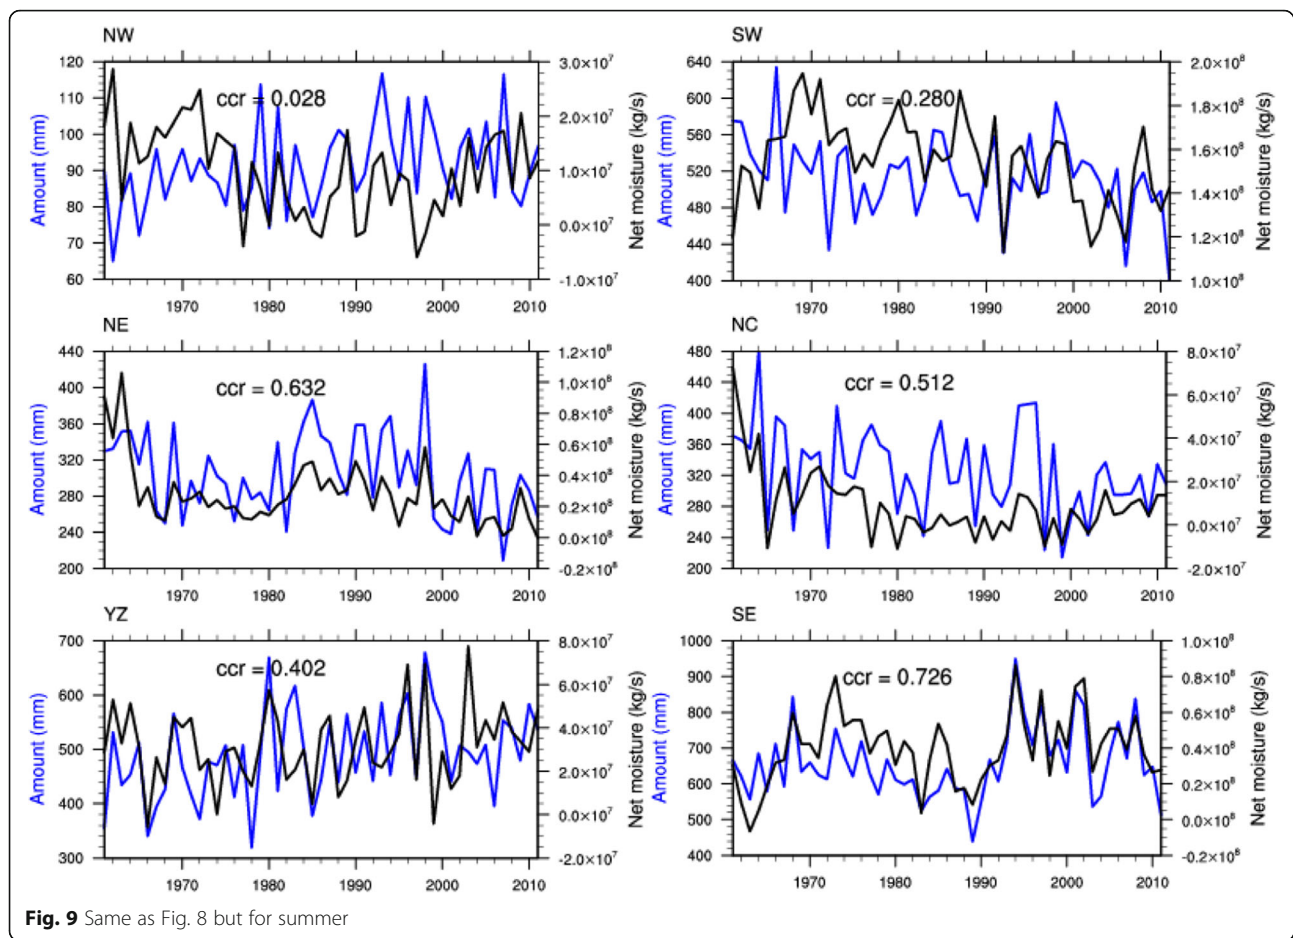 NW
120
110
100
90
80
70
60
Amount (mm)
ccr = 0.028
3.0×10⁷
2.0×10⁷
1.0×10⁷
0.0×10⁷
-1.0×10⁷
Net moisture (kg/s)
1970 1980 1990 2000 2010
SW
640
600
560
520
480
440
400
Amount (mm)
ccr = 0.280
2.0×10⁸
1.8×10⁸
1.6×10⁸
1.4×10⁸
1.2×10⁸
1.0×10⁸
Net moisture (kg/s)
1970 1980 1990 2000 2010
NE
440
400
360
320
280
240
200
Amount (mm)
ccr = 0.632
1.2×10⁸
1.0×10⁸
0.8×10⁸
0.6×10⁸
0.4×10⁸
0.2×10⁸
0.0×10⁸
-0.2×10⁸
Net moisture (kg/s)
1970 1980 1990 2000 2010
NC
480
440
400
360
320
280
240
200
Amount (mm)
ccr = 0.512
8.0×10⁷
6.0×10⁷
4.0×10⁷
2.0×10⁷
0.0×10⁷
-2.0×10⁷
Net moisture (kg/s)
1970 1980 1990 2000 2010
YZ
700
600
500
400
300
Amount (mm)
ccr = 0.402
8.0×10⁷
6.0×10⁷
4.0×10⁷
2.0×10⁷
0.0×10⁷
-2.0×10⁷
Net moisture (kg/s)
1970 1980 1990 2000 2010
SE
1000
900
800
700
600
500
400
Amount (mm)
ccr = 0.726
1.0×10⁸
0.8×10⁸
0.6×10⁸
0.4×10⁸
0.2×10⁸
0.0×10⁸
-0.2×10⁸
Net moisture (kg/s)
1970 1980 1990 2000 2010
Fig. 9 Same as Fig. 8 but for summer